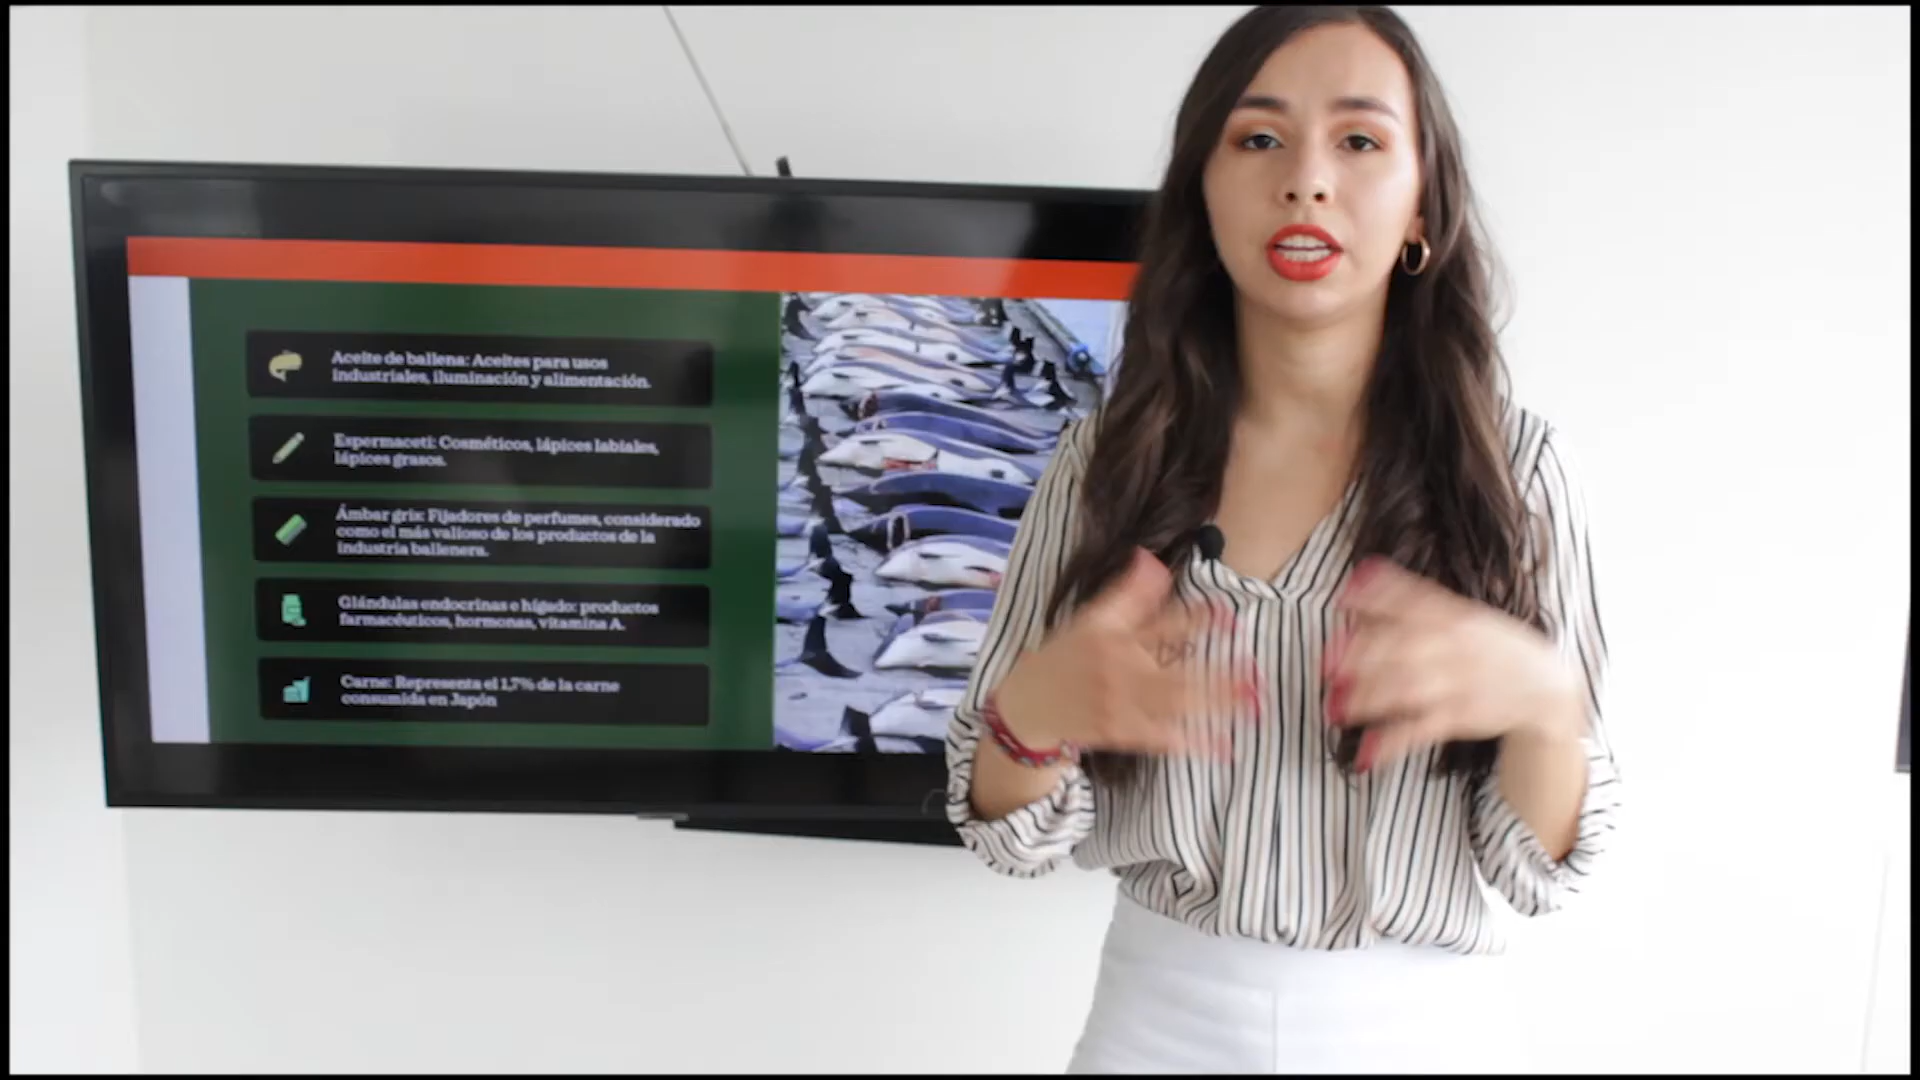 Aceite de ballena: Aceites para usos
industriales, iluminación y alimentación.
Espermaceti: Cosméticos, lápices labiales,
lápices grasos.
Ámbar gris: Fijadores de perfumes, considerado
como el más valioso de los productos de la
industria ballenera.
Glándulas endocrinas e hígado: productos
farmacéuticos, hormonas, vitamina A.
Carne: Representa el 1,7% de la carne
consumida en Japón